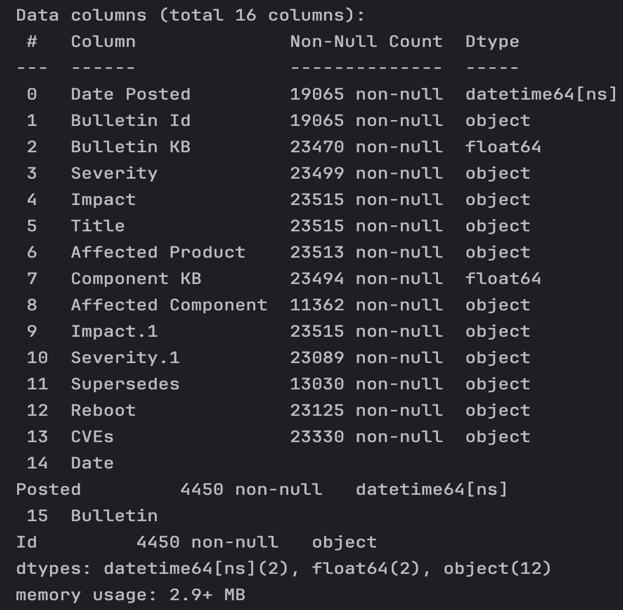 Data columns (total 16 columns):
#   Column              Non-Null Count  Dtype
---  ------              --------------  -----
0   Date Posted         19065 non-null  datetime64[ns]
1   Bulletin Id         19065 non-null  object
2   Bulletin KB         23470 non-null  float64
3   Severity            23499 non-null  object
4   Impact              23515 non-null  object
5   Title               23515 non-null  object
6   Affected Product    23513 non-null  object
7   Component KB        23494 non-null  float64
8   Affected Component  11362 non-null  object
9   Impact.1            23515 non-null  object
10  Severity.1          23089 non-null  object
11  Supersedes          13030 non-null  object
12  Reboot              23125 non-null  object
13  CVEs                23330 non-null  object
14  Date
Posted         4450 non-null   datetime64[ns]
15  Bulletin
Id         4450 non-null   object
dtypes: datetime64[ns](2), float64(2), object(12)
memory usage: 2.9+ MB